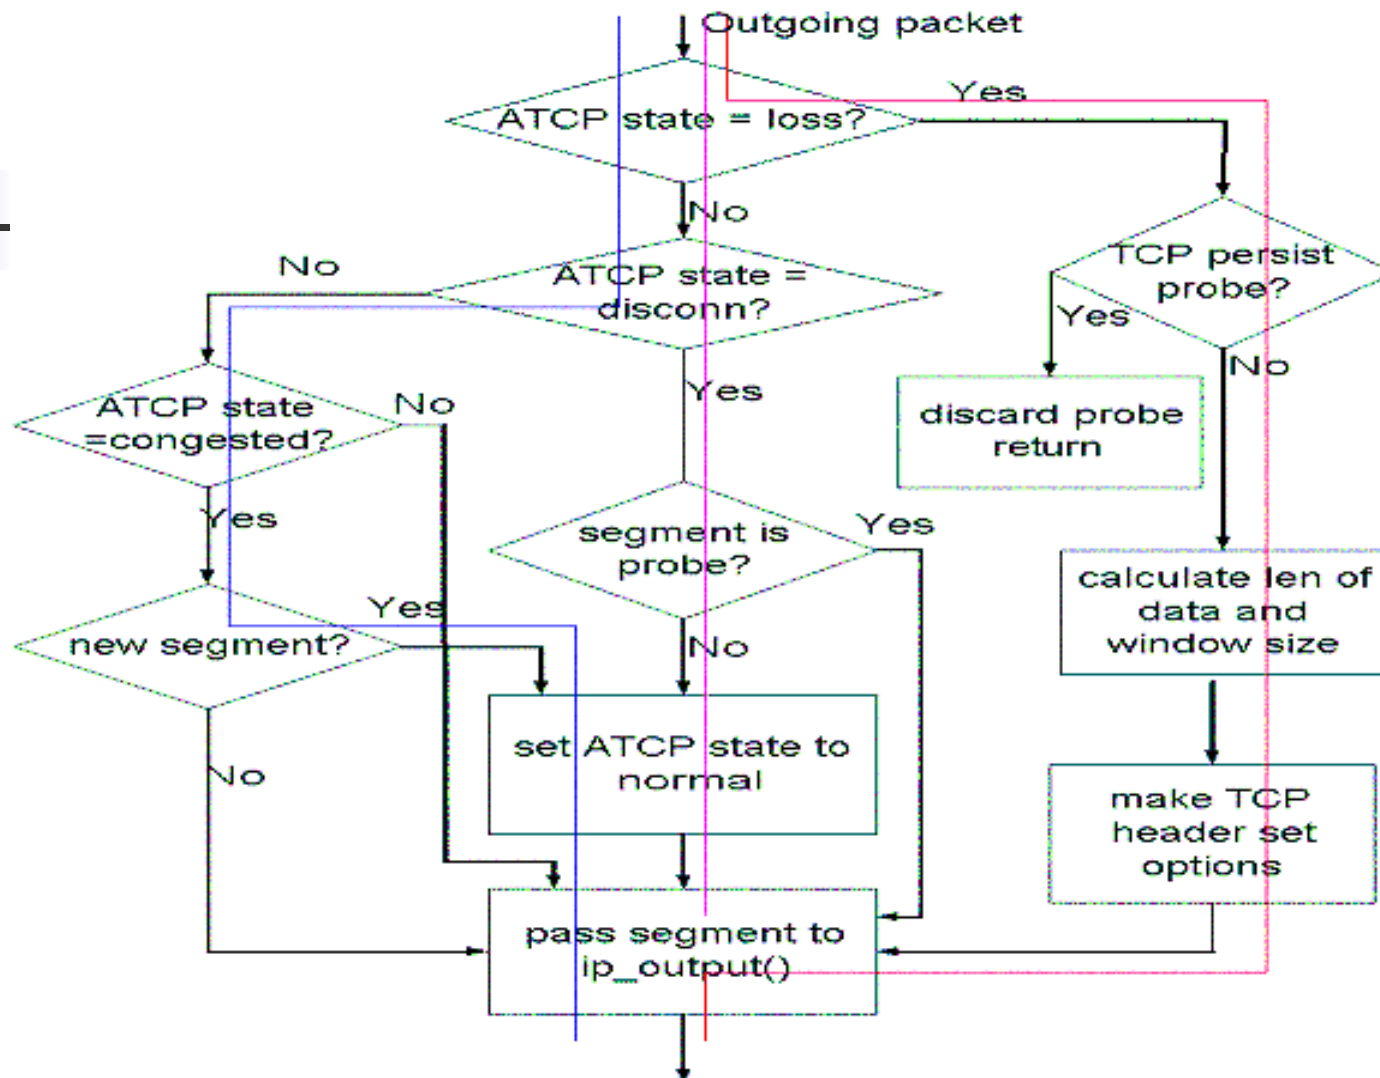 Outgoing packet
Yes
ATCP state = loss?
No
TCP persist
probe?
No
ATCP state =
disconn?
Yes
No
Yes
ATCP state
=congested?
No
discard probe
return
Yes
segment is
probe?
Yes
calculate len of
data and
window size
Yes
new segment?
No
set ATCP state to
normal
No
make TCP
header set
options
pass segment to
ip_output()